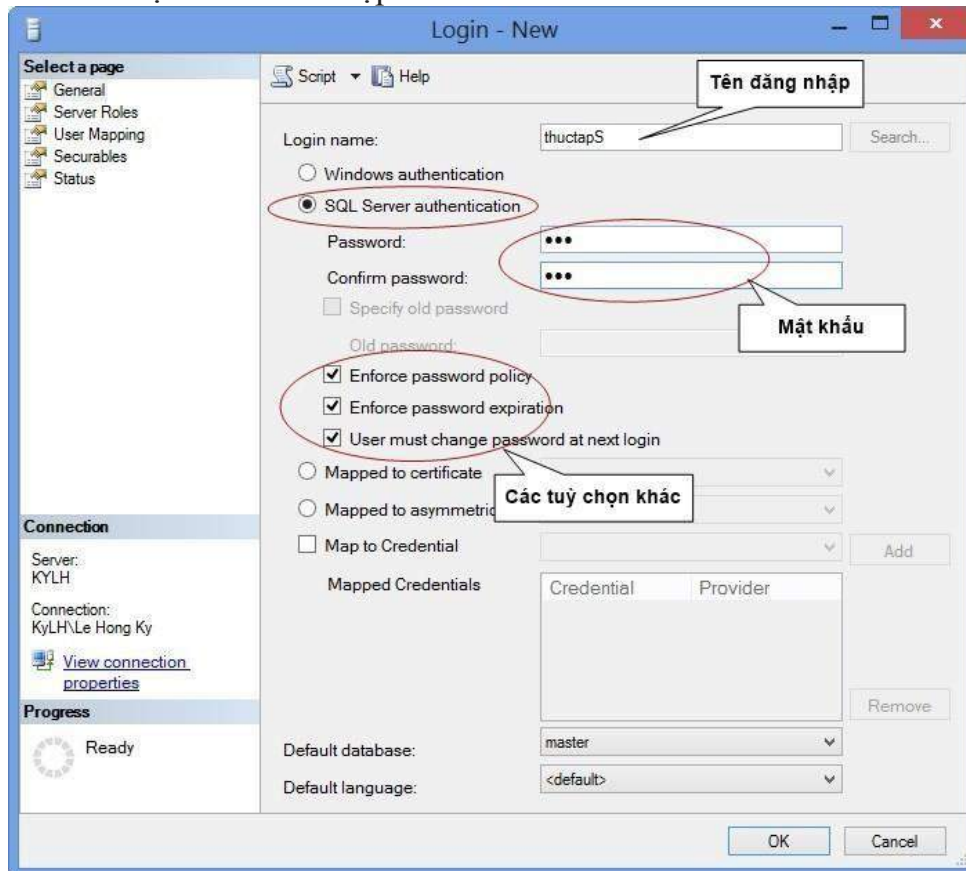 Login - New
Select a page
General
Server Roles
User Mapping
Securables
Status
Script Help
Tên đăng nhập
Login name: thuctapS Search...
Windows authentication
SQL Server authentication
Password: •••
Confirm password: •••
Specify old password
Mật khẩu
Old password:
Enforce password policy
Enforce password expiration
User must change password at next login
Mapped to certificate
Các tuỳ chọn khác
Mapped to asymmetric
Map to Credential Add
Mapped Credentials Credential Provider
Remove
Default database: master
Default language: <default>
Connection
Server:
KYLH
Connection:
KyLH\Le Hong Ky
View connection
properties
Progress
Ready
OK Cancel